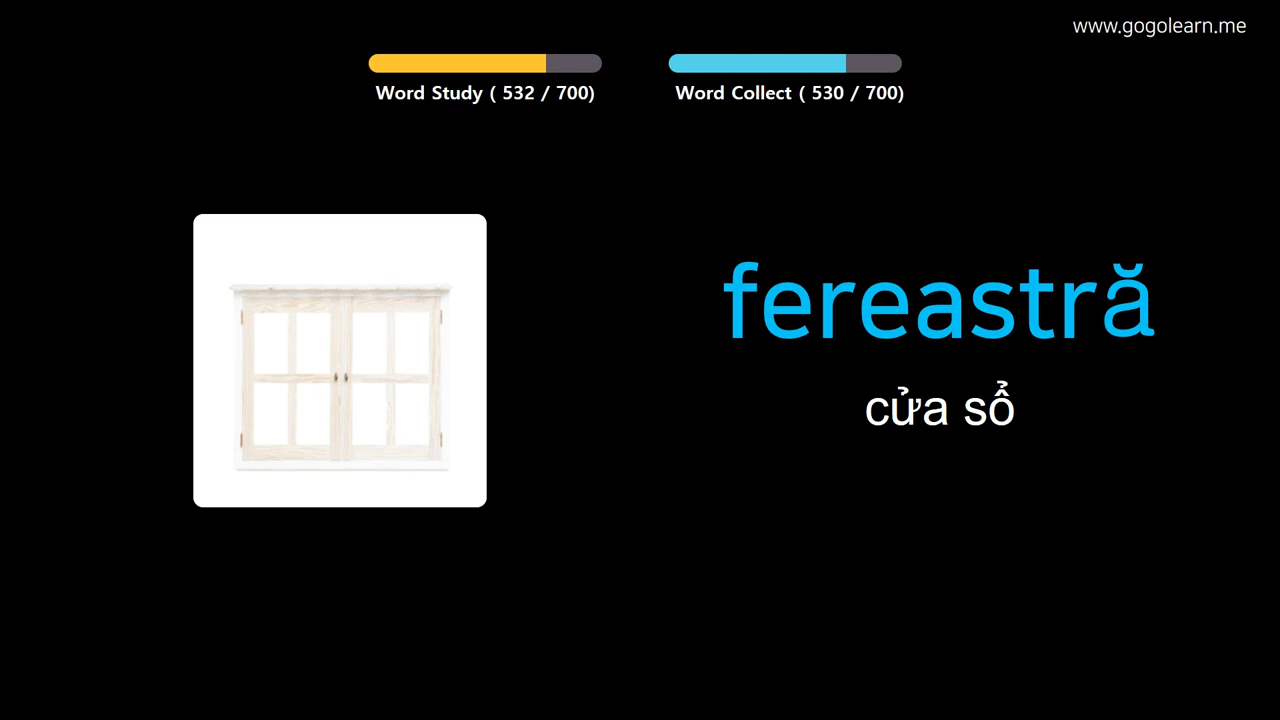 www.gogolearn.me
Word Study ( 532 / 700)
Word Collect ( 530 / 700)
fereastră
cửa sổ